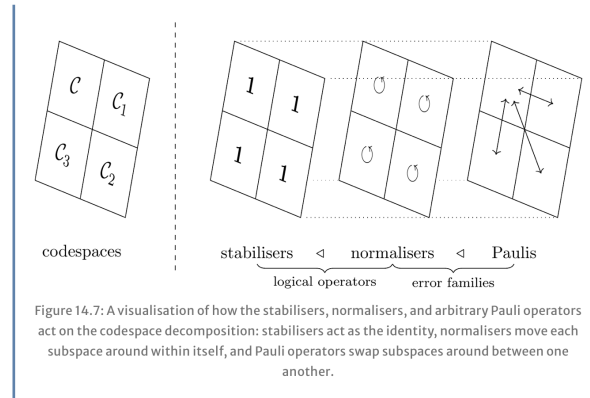 C
C₁
C₃
C₂
1
1
1
1
codespaces
stabilisers ◁ normalisers ◁ Paulis
logical operators error families
Figure 14.7: A visualisation of how the stabilisers, normalisers, and arbitrary Pauli operators
act on the codespace decomposition: stabilisers act as the identity, normalisers move each
subspace around within itself, and Pauli operators swap subspaces around between one
another.